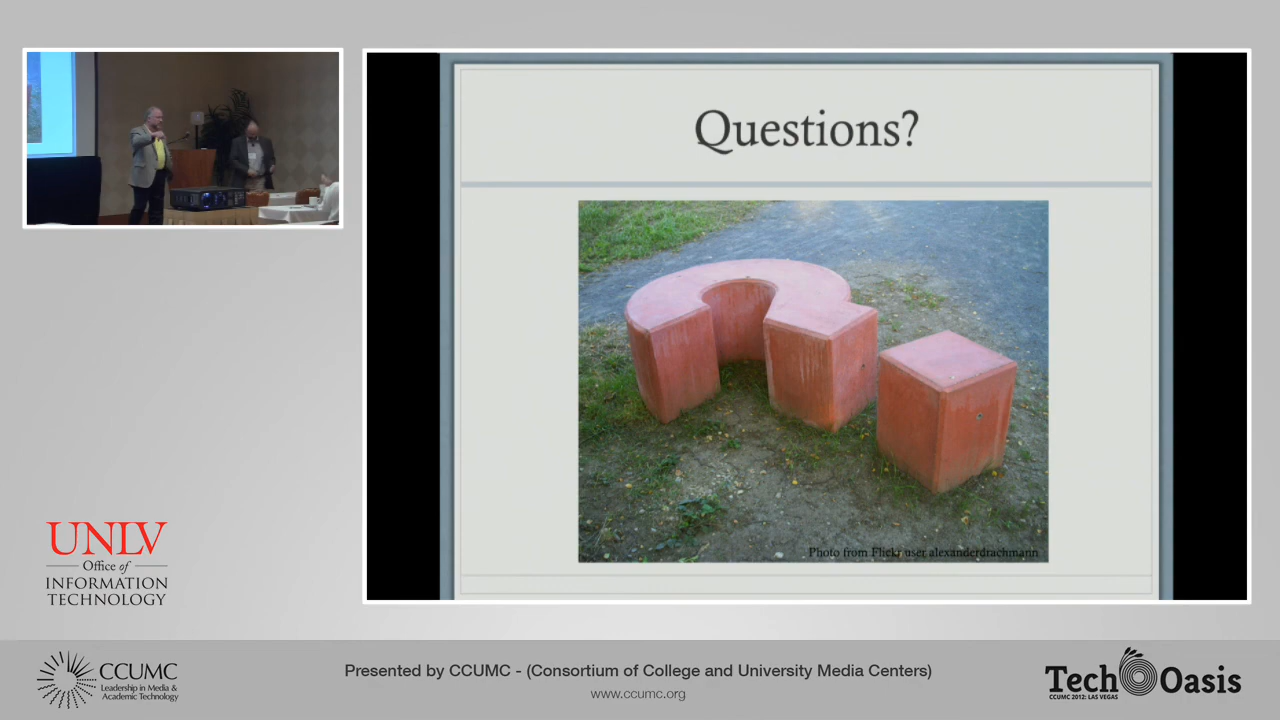 Questions?
Photo from Flickr user alexanderdrachmann
UNLV
Office of
INFORMATION
TECHNOLOGY
CCUMC
Leadership in Media &
Academic Technology
Presented by CCUMC - (Consortium of College and University Media Centers)
www.ccumc.org
Tech Oasis
CCUMC 2012: LAS VEGAS